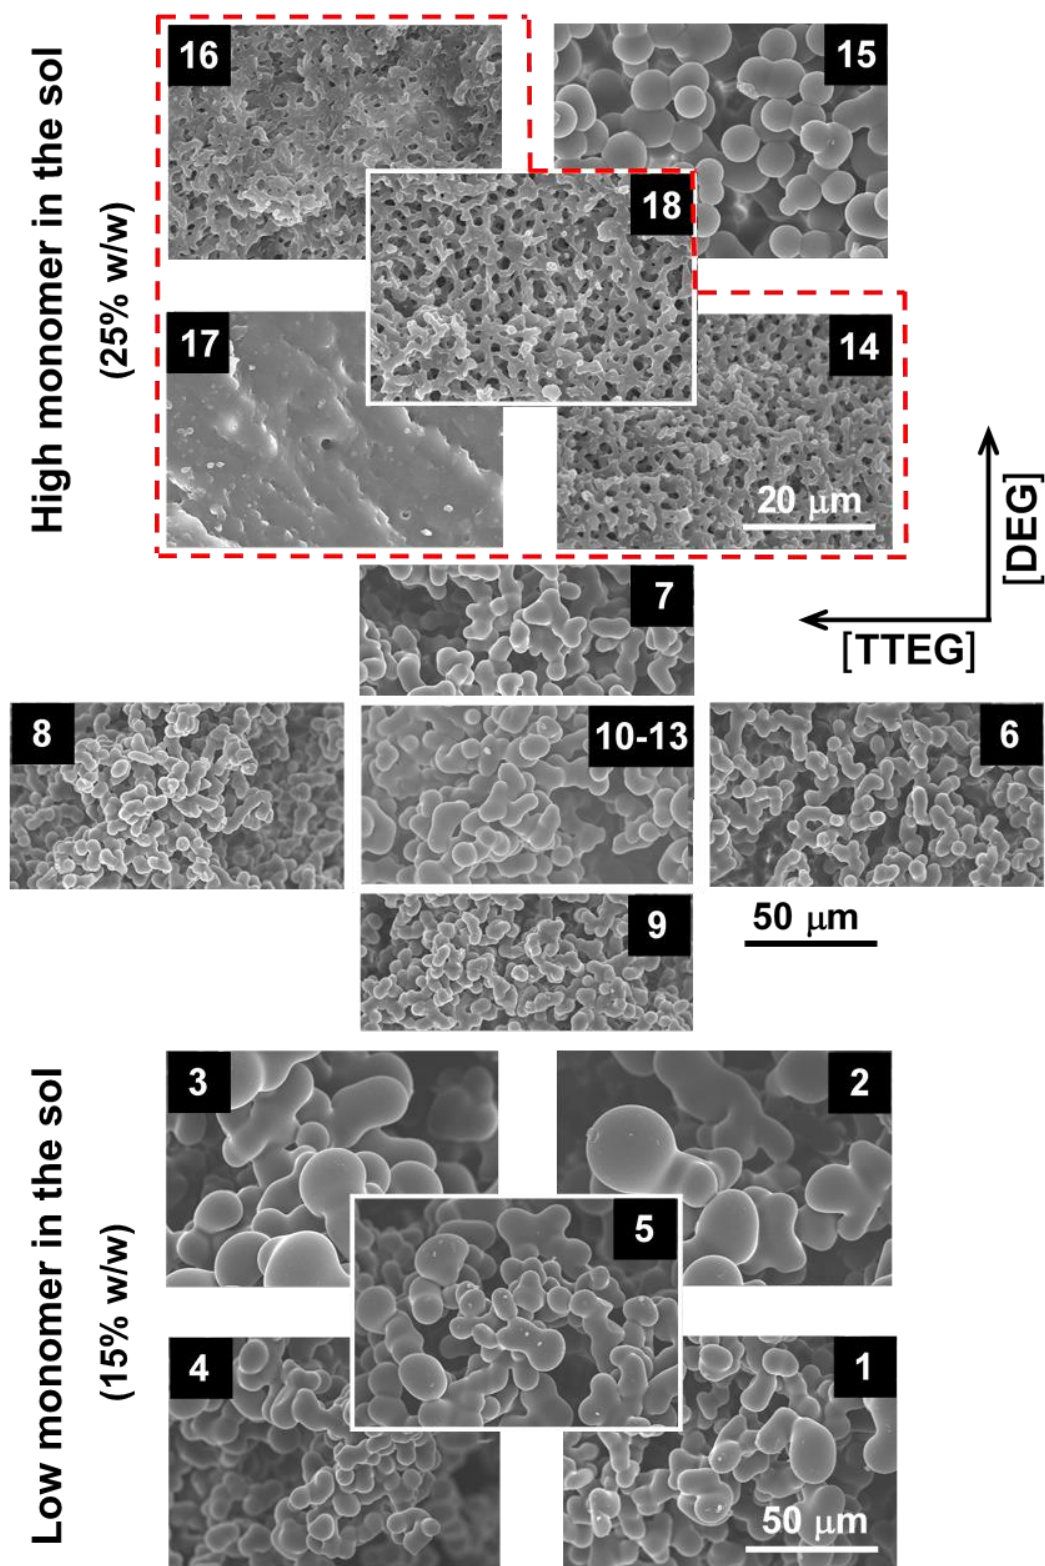 High monomer in the sol
(25% w/w)
16
15
18
17
14
20 μm
[DEG]
[TTEG]
7
8
10-13
6
9
50 μm
Low monomer in the sol
(15% w/w)
3
2
5
4
1
50 μm